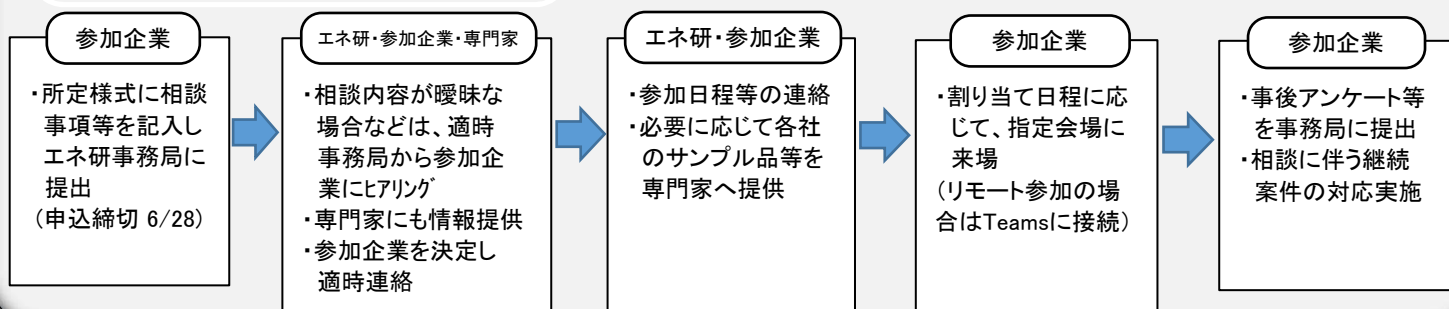 参加企業
・所定様式に相談
事項等を記入し
エネ研事務局に
提出
(申込締切 6/28)
エネ研・参加企業・専門家
・相談内容が曖昧な
場合などは、適時
事務局から参加企
業にﾋｱﾘﾝｸﾞ
・専門家にも情報提供
・参加企業を決定し
適時連絡
エネ研・参加企業
・参加日程等の連絡
・必要に応じて各社
のサンプル品等を
専門家へ提供
参加企業
・割り当て日程に応
じて、指定会場に
来場
(リモート参加の場
合はTeamsに接続)
参加企業
・事後アンケート等
を事務局に提出
・相談に伴う継続
案件の対応実施